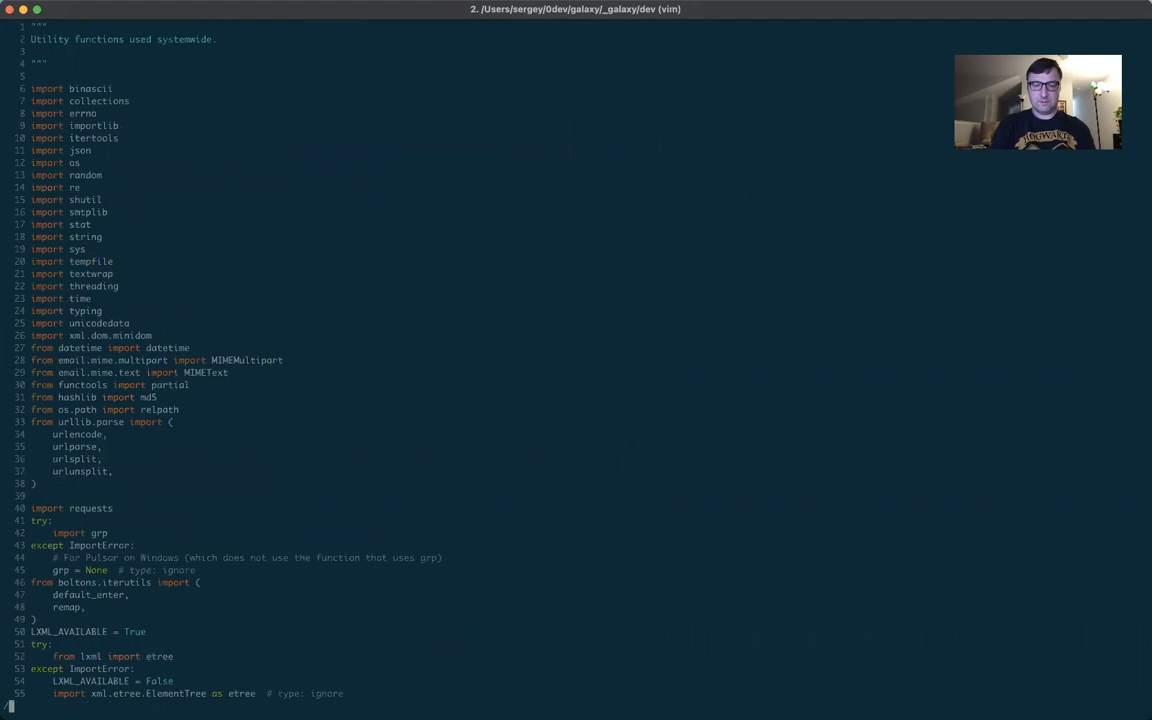 2. /Users/sergey/0dev/galaxy/_galaxy/dev (vim)
1 """
2 Utility functions used systemwide.
3
4 """
5
6 import binascii
7 import collections
8 import errno
9 import importlib
10 import itertools
11 import json
12 import os
13 import random
14 import re
15 import shutil
16 import smtplib
17 import stat
18 import string
19 import sys
20 import tempfile
21 import textwrap
22 import threading
23 import time
24 import typing
25 import unicodedata
26 import xml.dom.minidom
27 from datetime import datetime
28 from email.mime.multipart import MIMEMultipart
29 from email.mime.text import MIMEText
30 from functools import partial
31 from hashlib import md5
32 from os.path import relpath
33 from urllib.parse import (
34     urlencode,
35     urlparse,
36     urlsplit,
37     urlunsplit,
38 )
39
40 import requests
41 try:
42     import grp
43 except ImportError:
44     # For Pulsar on Windows (which does not use the function that uses grp)
45     grp = None  # type: ignore
46 from boltons.iterutils import (
47     default_enter,
48     remap,
49 )
50 LXML_AVAILABLE = True
51 try:
52     from lxml import etree
53 except ImportError:
54     LXML_AVAILABLE = False
55     import xml.etree.ElementTree as etree  # type: ignore
/
HOGWARTS